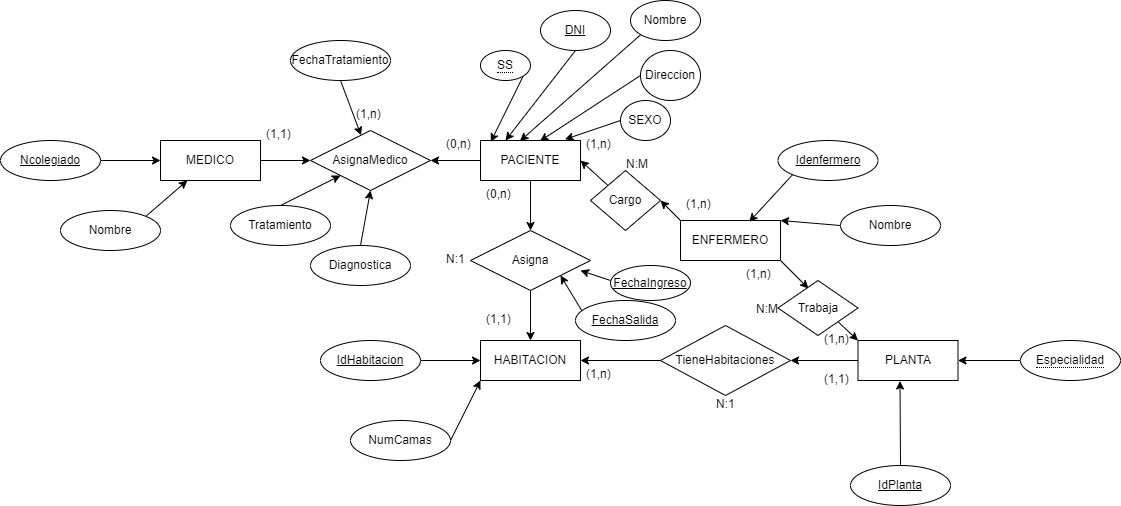 Nombre
DNI
FechaTratamiento
SS
Direccion
SEXO
(1,n)
(1,1)
(0,n)
(1,n)
Ncolegiado
MEDICO
AsignaMedico
PACIENTE
N:M
Idenfermero
(0,n)
Cargo
(1,n)
Nombre
Tratamiento
Nombre
ENFERMERO
Diagnostica
N:1
Asigna
(1,n)
FechaIngreso
N:M
Trabaja
(1,1)
FechaSalida
(1,n)
IdHabitacion
HABITACION
TieneHabitaciones
PLANTA
Especialidad
(1,n)
(1,1)
N:1
NumCamas
IdPlanta